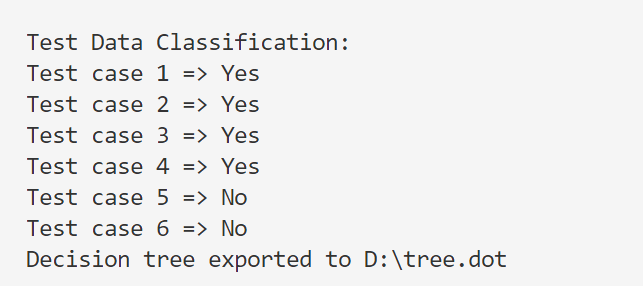 Test Data Classification:
Test case 1 => Yes
Test case 2 => Yes
Test case 3 => Yes
Test case 4 => Yes
Test case 5 => No
Test case 6 => No
Decision tree exported to D:\tree.dot